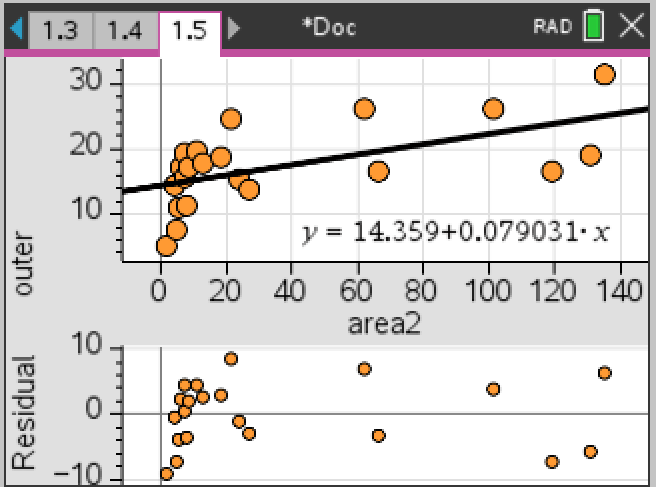 1.3 1.4 1.5 *Doc RAD
30
20
10
outer
y = 14.359+0.079031· x
0 20 40 60 80 100 120 140
area2
10
0
-10
Residual